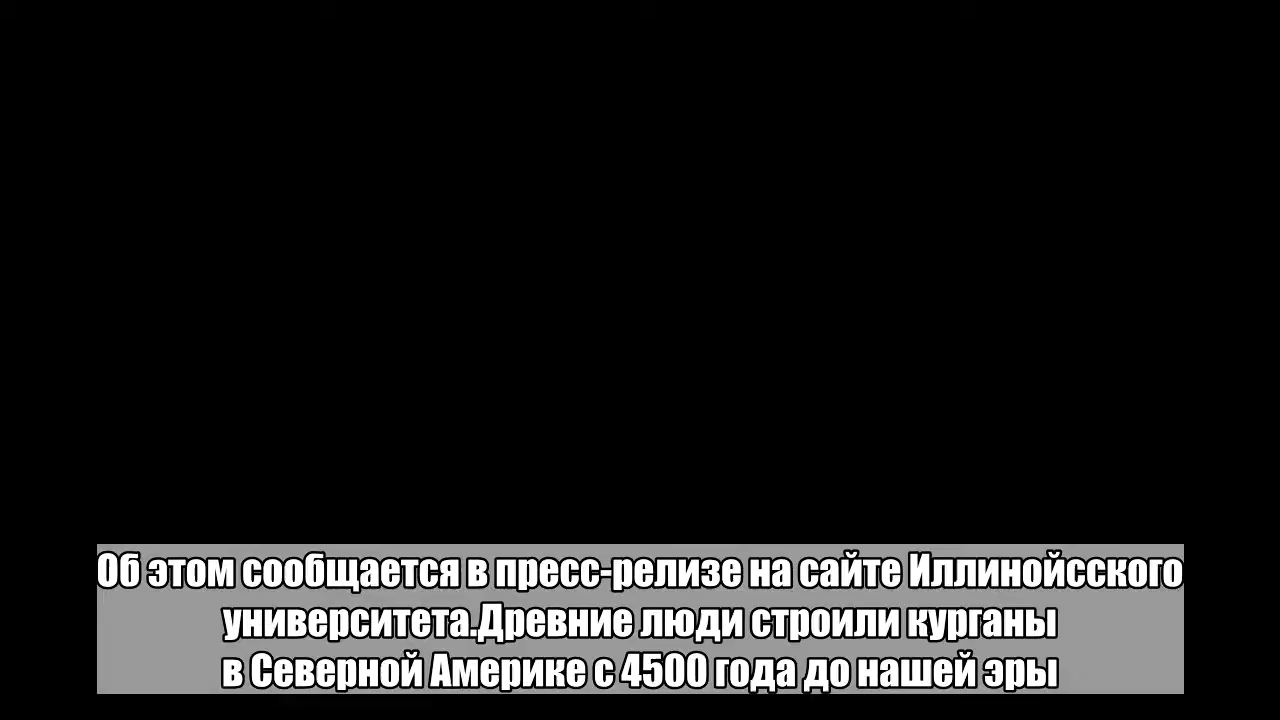 Об этом сообщается в пресс-релизе на сайте Иллинойсского
университета.Древние люди строили курганы
в Северной Америке с 4500 года до нашей эры